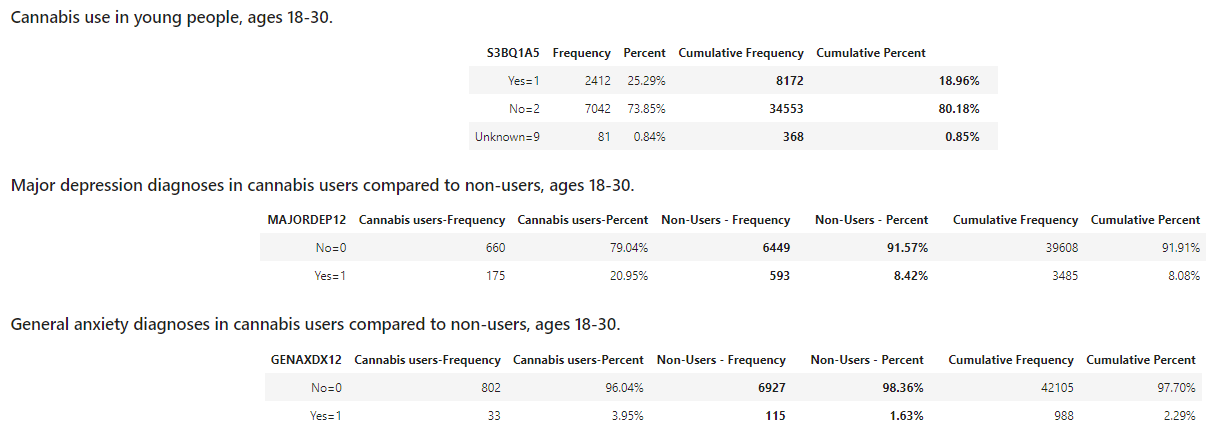 Cannabis use in young people, ages 18-30.
S3BQ1A5 Frequency Percent Cumulative Frequency Cumulative Percent
Yes=1 2412 25.29% 8172 18.96%
No=2 7042 73.85% 34553 80.18%
Unknown=9 81 0.84% 368 0.85%
Major depression diagnoses in cannabis users compared to non-users, ages 18-30.
MAJORDEP12 Cannabis users-Frequency Cannabis users-Percent Non-Users - Frequency Non-Users - Percent Cumulative Frequency Cumulative Percent
No=0 660 79.04% 6449 91.57% 39608 91.91%
Yes=1 175 20.95% 593 8.42% 3485 8.08%
General anxiety diagnoses in cannabis users compared to non-users, ages 18-30.
GENAXDX12 Cannabis users-Frequency Cannabis users-Percent Non-Users - Frequency Non-Users - Percent Cumulative Frequency Cumulative Percent
No=0 802 96.04% 6927 98.36% 42105 97.70%
Yes=1 33 3.95% 115 1.63% 988 2.29%